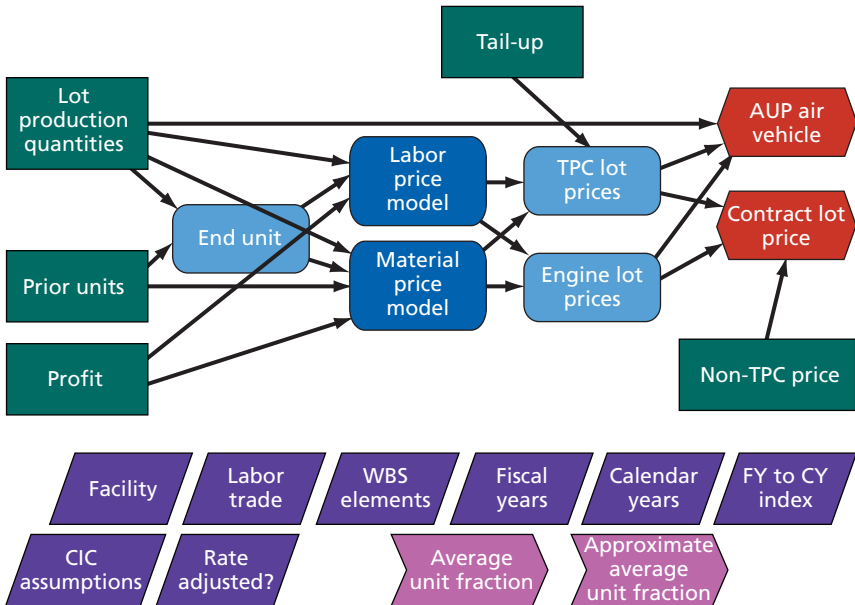 Tail-up
Lot
production
quantities
AUP air
vehicle
Labor
price
model
TPC lot
prices
End unit
Contract lot
price
Prior units
Material
price
model
Engine lot
prices
Profit
Non-TPC price
Facility
Labor
trade
WBS
elements
Fiscal
years
Calendar
years
FY to CY
index
CIC
assumptions
Rate
adjusted?
Average
unit fraction
Approximate
average
unit fraction